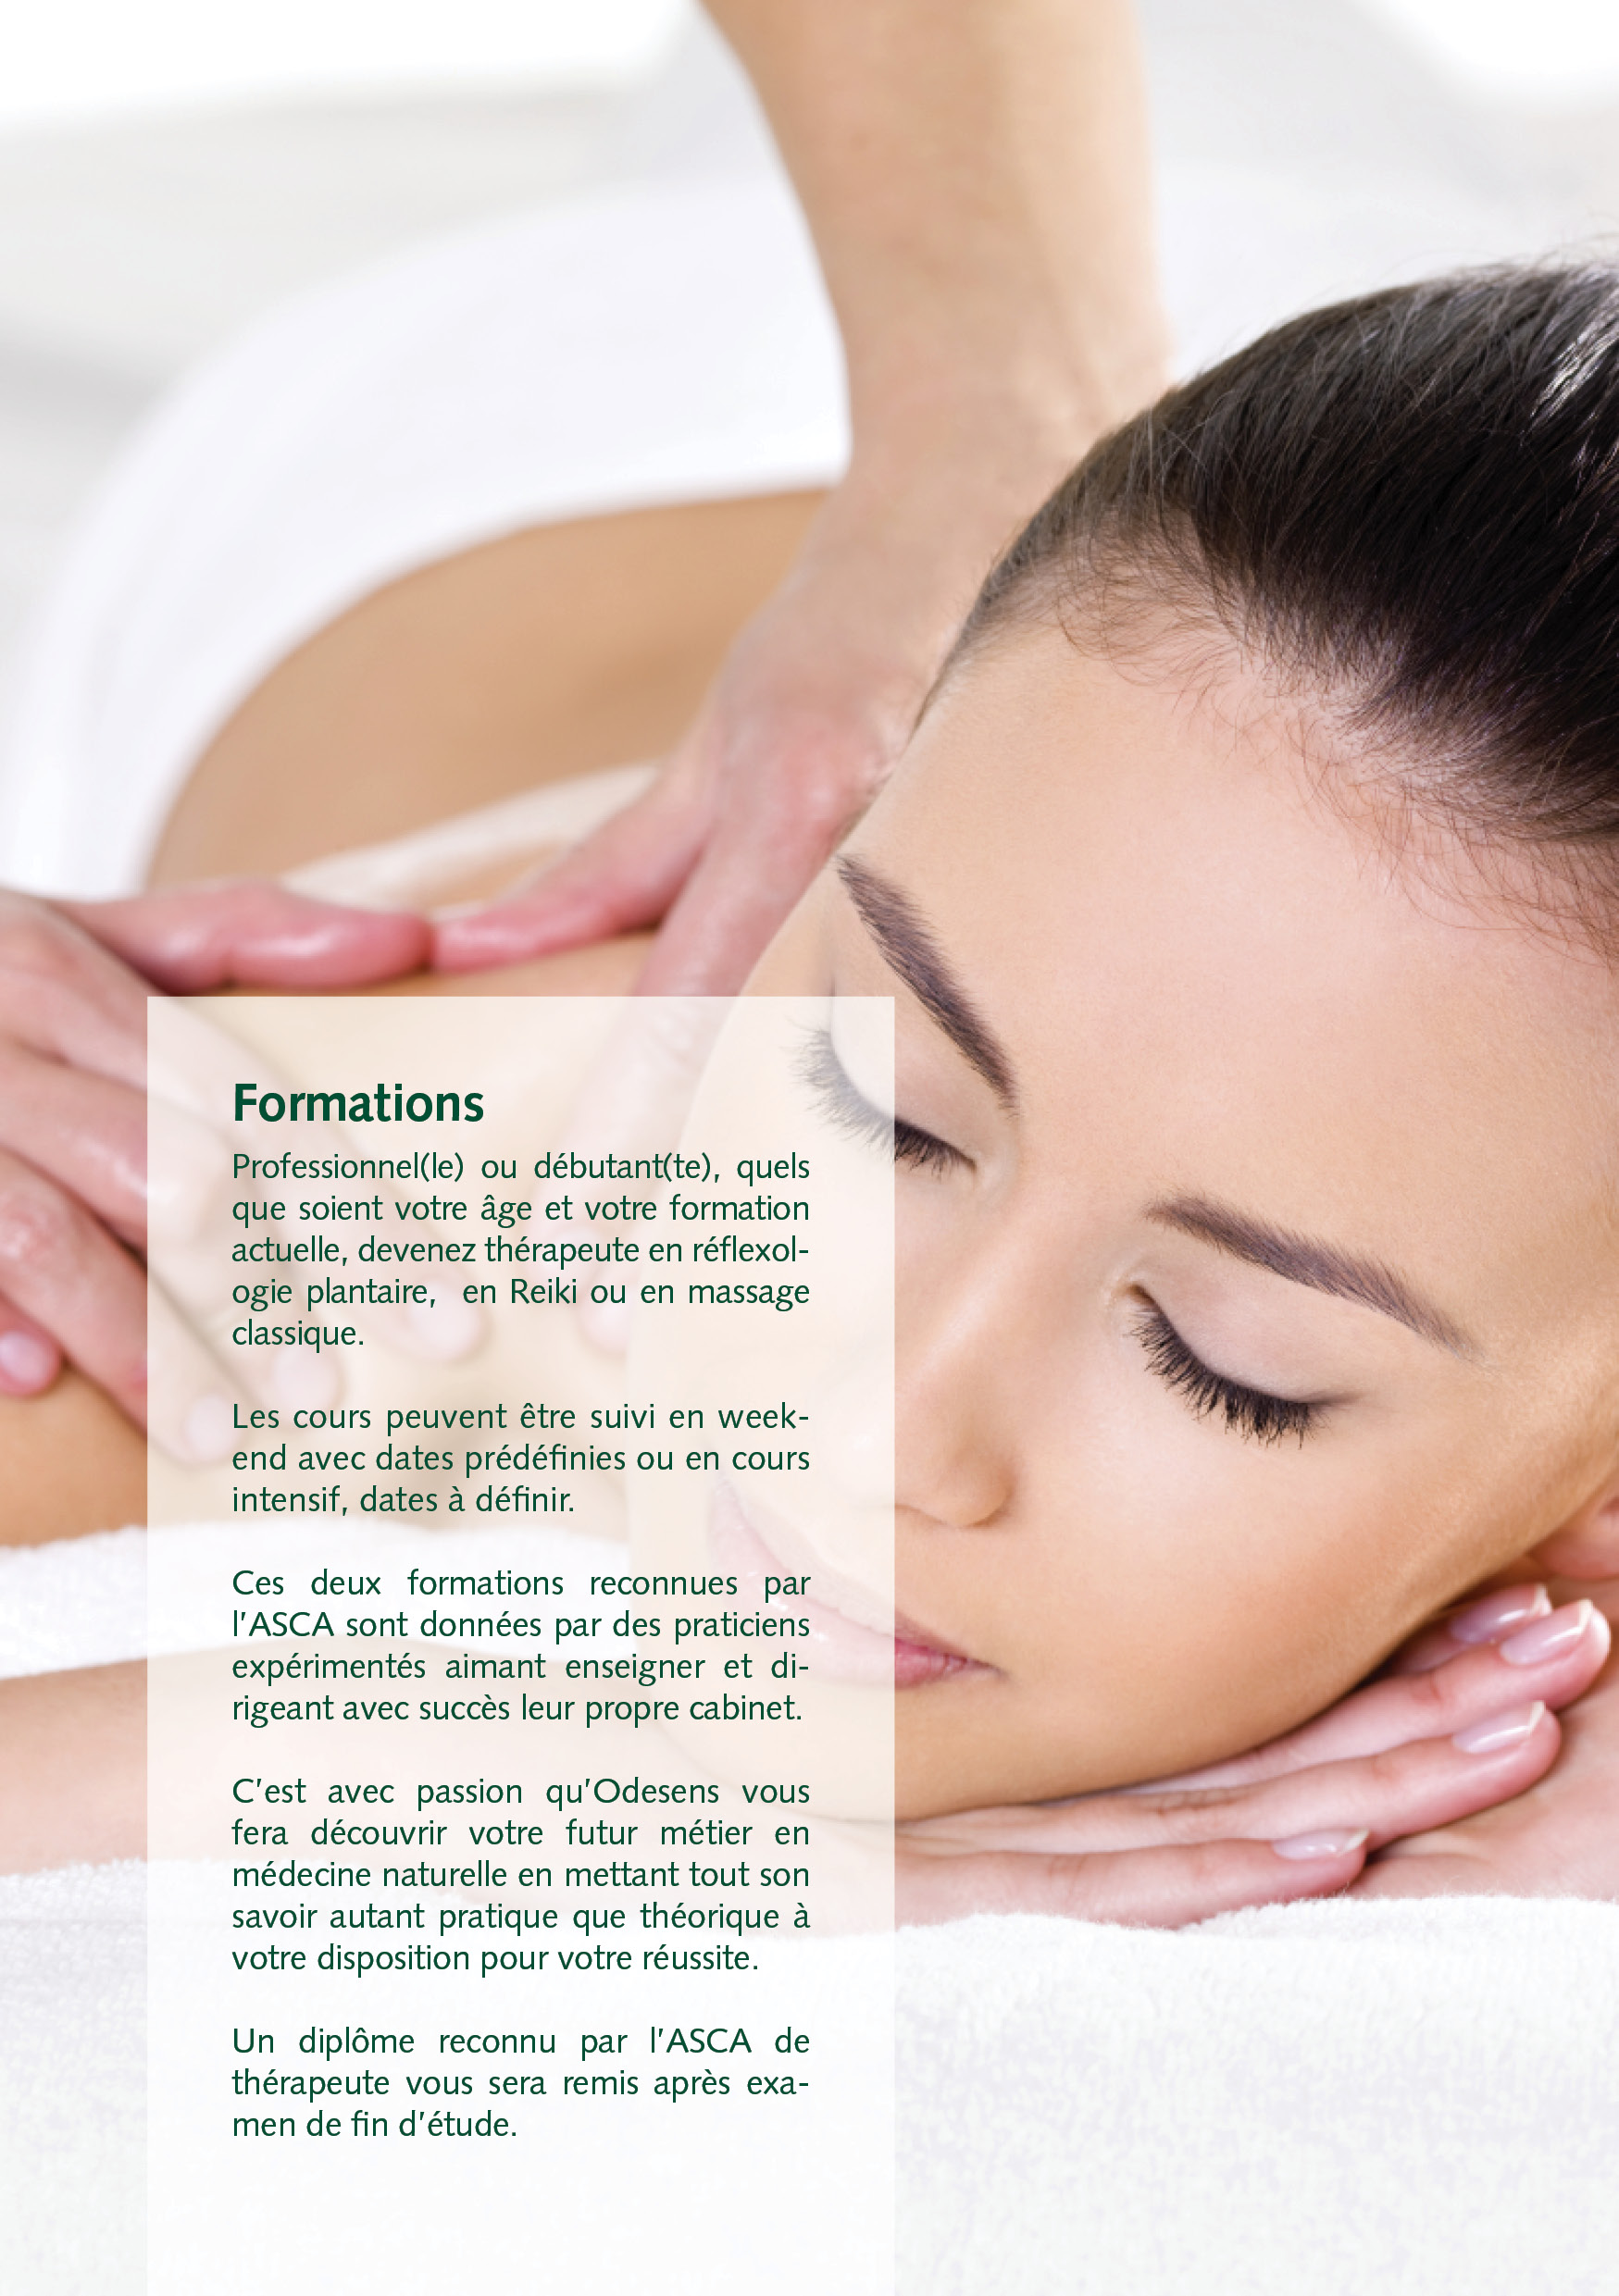 Formations
Professionnel(le) ou débutant(te), quels
que soient votre âge et votre formation
actuelle, devenez thérapeute en réflexol-
ogie plantaire,  en Reiki ou en massage
classique.
Les cours peuvent être suivi en week-
end avec dates prédéfinies ou en cours
intensif, dates à définir.
Ces deux formations reconnues par
l'ASCA sont données par des praticiens
expérimentés aimant enseigner et di-
rigeant avec succès leur propre cabinet.
C'est avec passion qu'Odesens vous
fera découvrir votre futur métier en
médecine naturelle en mettant tout son
savoir autant pratique que théorique à
votre disposition pour votre réussite.
Un diplôme reconnu par l'ASCA de
thérapeute vous sera remis après exa-
men de fin d'étude.